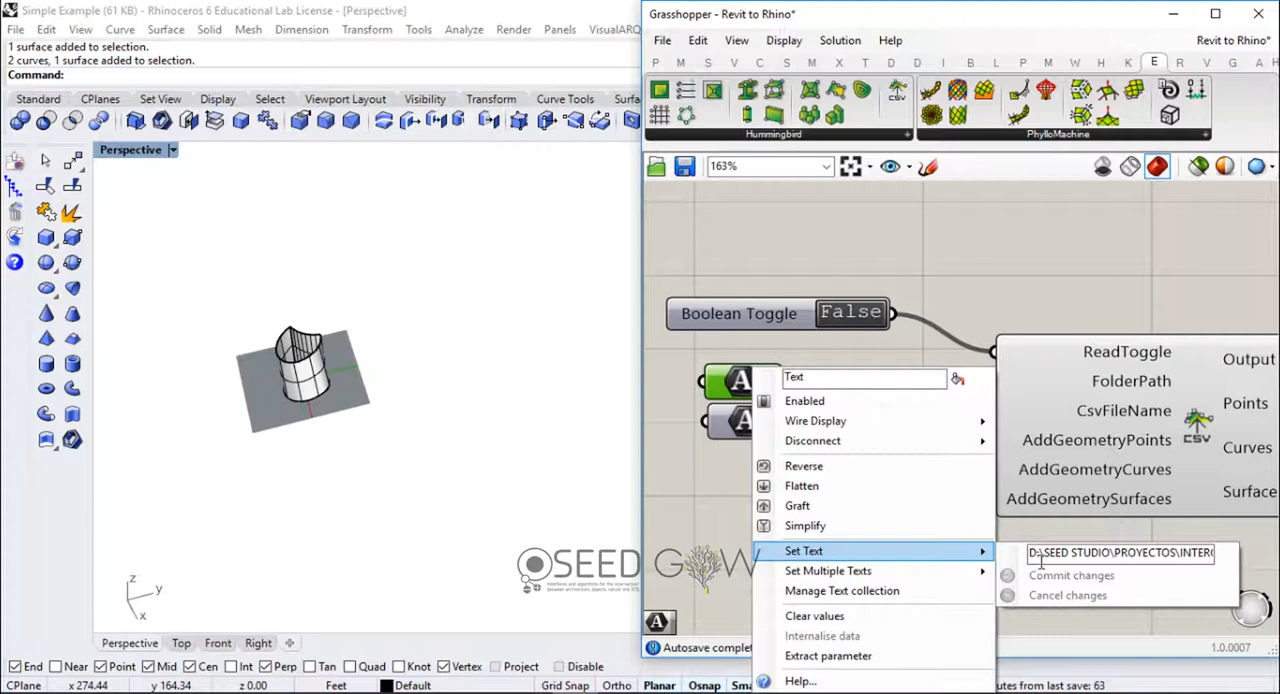 Simple Example (61 KB) - Rhinoceros 6 Educational Lab License - [Perspective]
File Edit View Curve Surface Solid Mesh Dimension Transform Tools Analyze Render Panels VisualARQ
1 surface added to selection.
2 curves, 1 surface added to selection.
Command:
Standard CPlanes Set View Display Select Viewport Layout Visibility Transform Curve Tools Surfa
Perspective
z
y
x
Perspective Top Front Right
End Near Point Mid Cen Int Perp Tan Quad Knot Vertex Project Disable
CPlane x 274.44 y 164.34 z 0.00 Feet Default Grid Snap Ortho Planar Osnap Sma
utes from last save: 63
Grasshopper - Revit to Rhino*
File Edit View Display Solution Help Revit to Rhino*
P M S V C S M X T D D I B L P M W H K E R V G A
CSV
Hummingbird PhylloMachine
163%
Boolean Toggle False
A
A
ReadToggle
FolderPath
CsvFileName
AddGeometryPoints
AddGeometryCurves
AddGeometrySurfaces
CSV
Output
Points
Curves
Surface
Text
Enabled
Wire Display
Disconnect
Reverse
Flatten
Graft
Simplify
Set Text
Set Multiple Texts
Manage Text collection
Clear values
Internalise data
Extract parameter
Help...
D:\SEED STUDIO\PROYECTOS\INTERO
Commit changes
Cancel changes
A
Autosave complet
1.0.0007
SEED G W